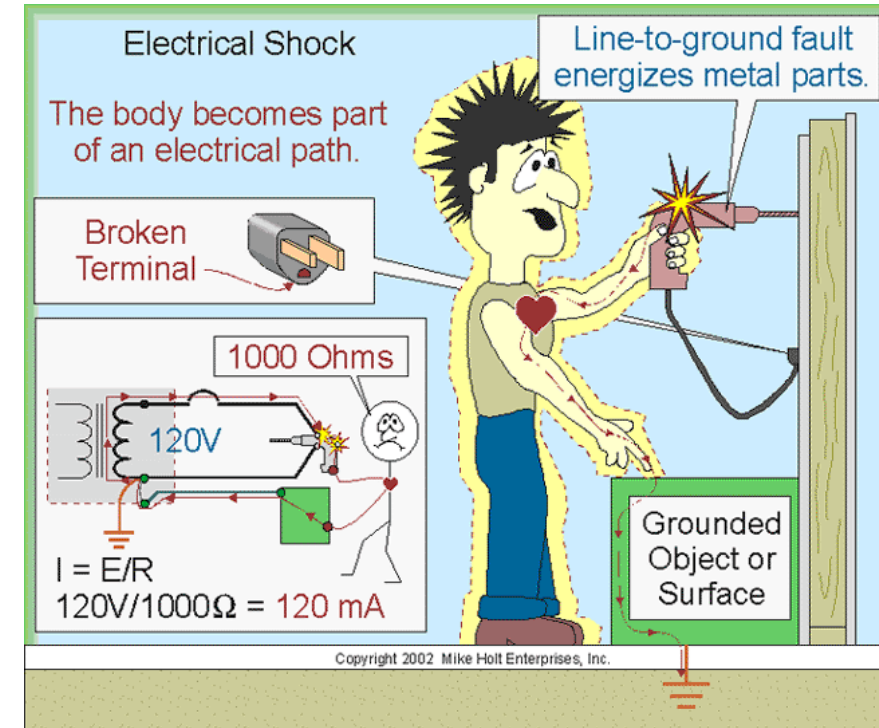 Electrical Shock
The body becomes part
of an electrical path.
Line-to-ground fault
energizes metal parts.
Broken
Terminal
1000 Ohms
120V
I = E/R
120V/1000Ω = 120 mA
Grounded
Object or
Surface
Copyright 2002 Mike Holt Enterprises, Inc.